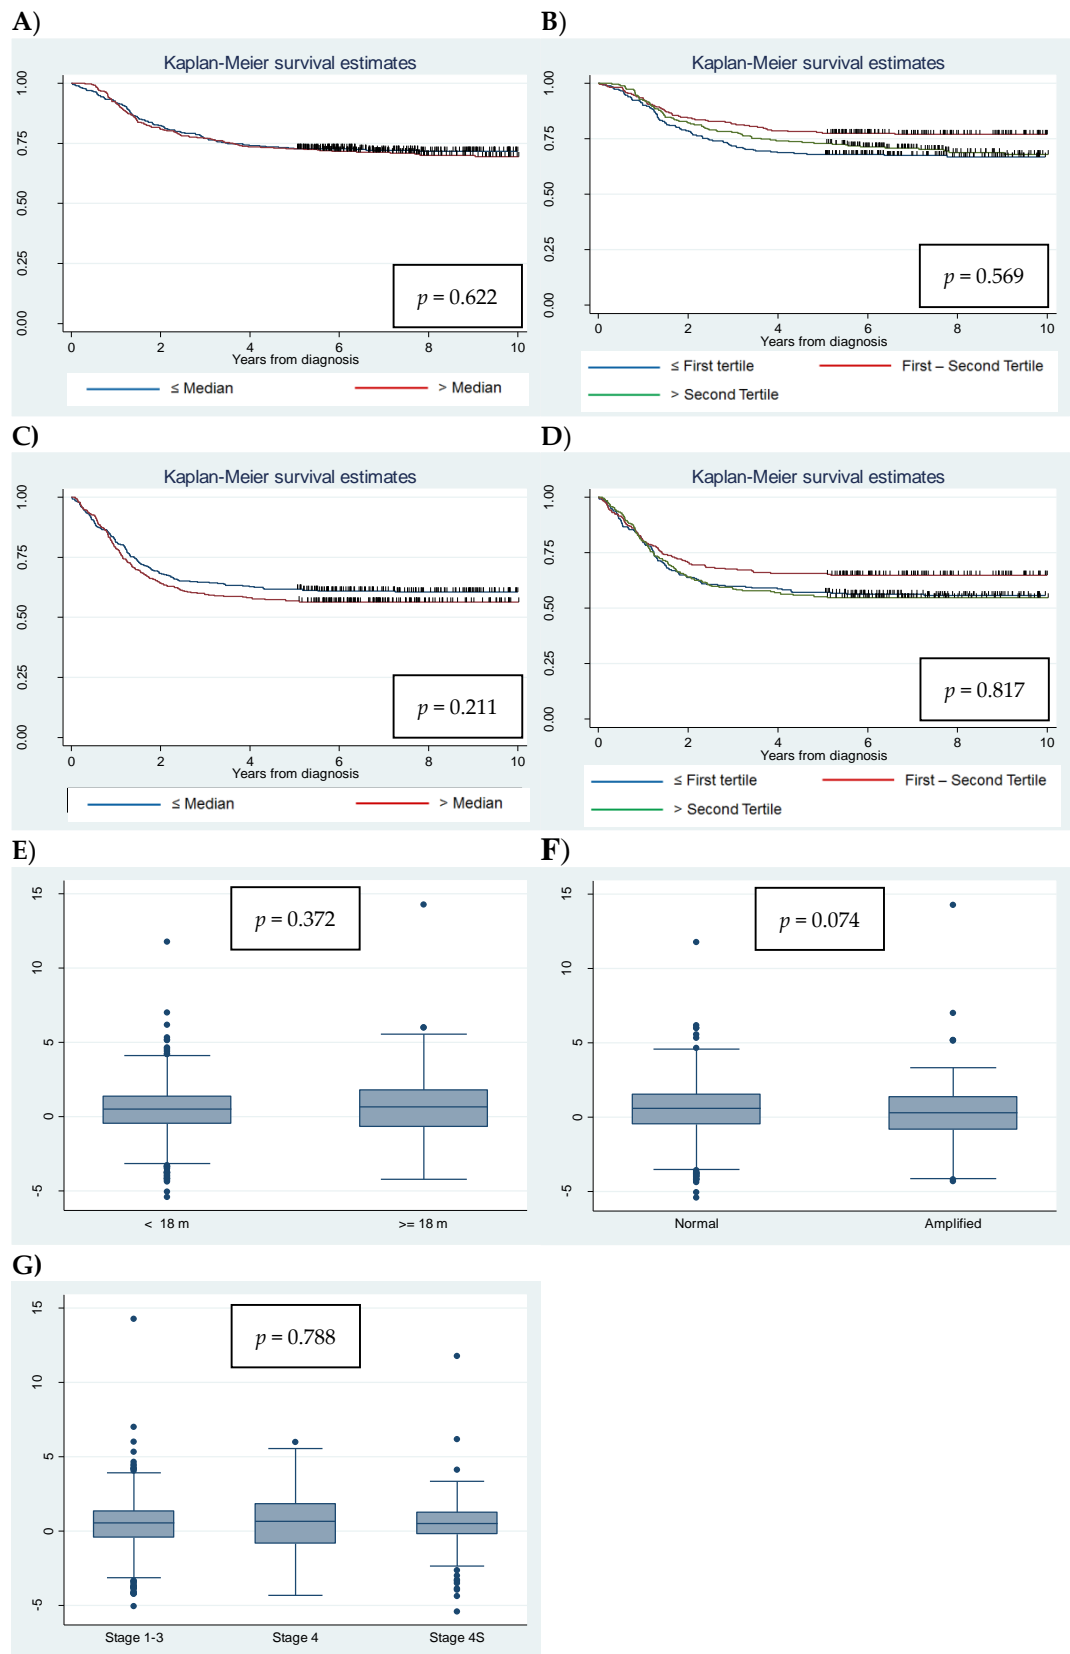 A)
Kaplan-Meier survival estimates
1.00
0.75
0.50
0.25
0.00
p = 0.622
0 2 4 6 8 10
Years from diagnosis
≤ Median > Median
B)
Kaplan-Meier survival estimates
1.00
0.75
0.50
0.25
0.00
p = 0.569
0 2 4 6 8 10
Years from diagnosis
≤ First tertile First – Second Tertile
> Second Tertile
C)
Kaplan-Meier survival estimates
1.00
0.75
0.50
0.25
0.00
p = 0.211
0 2 4 6 8 10
Years from diagnosis
≤ Median > Median
D)
Kaplan-Meier survival estimates
1.00
0.75
0.50
0.25
0.00
p = 0.817
0 2 4 6 8 10
Years from diagnosis
≤ First tertile First – Second Tertile
> Second Tertile
E)
15
10
5
0
-5
p = 0.372
< 18 m >= 18 m
F)
15
10
5
0
-5
p = 0.074
Normal Amplified
G)
15
10
5
0
-5
p = 0.788
Stage 1-3 Stage 4 Stage 4S